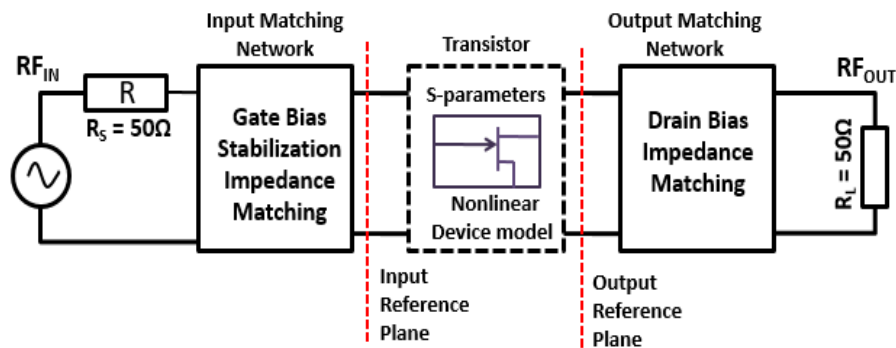 Input Matching
Network
Transistor
Output Matching
Network
RF_IN
R
R_S = 50Ω
Gate Bias
Stabilization
Impedance
Matching
S-parameters
Nonlinear
Device model
Drain Bias
Impedance
Matching
RF_OUT
R_L = 50Ω
Input
Reference
Plane
Output
Reference
Plane